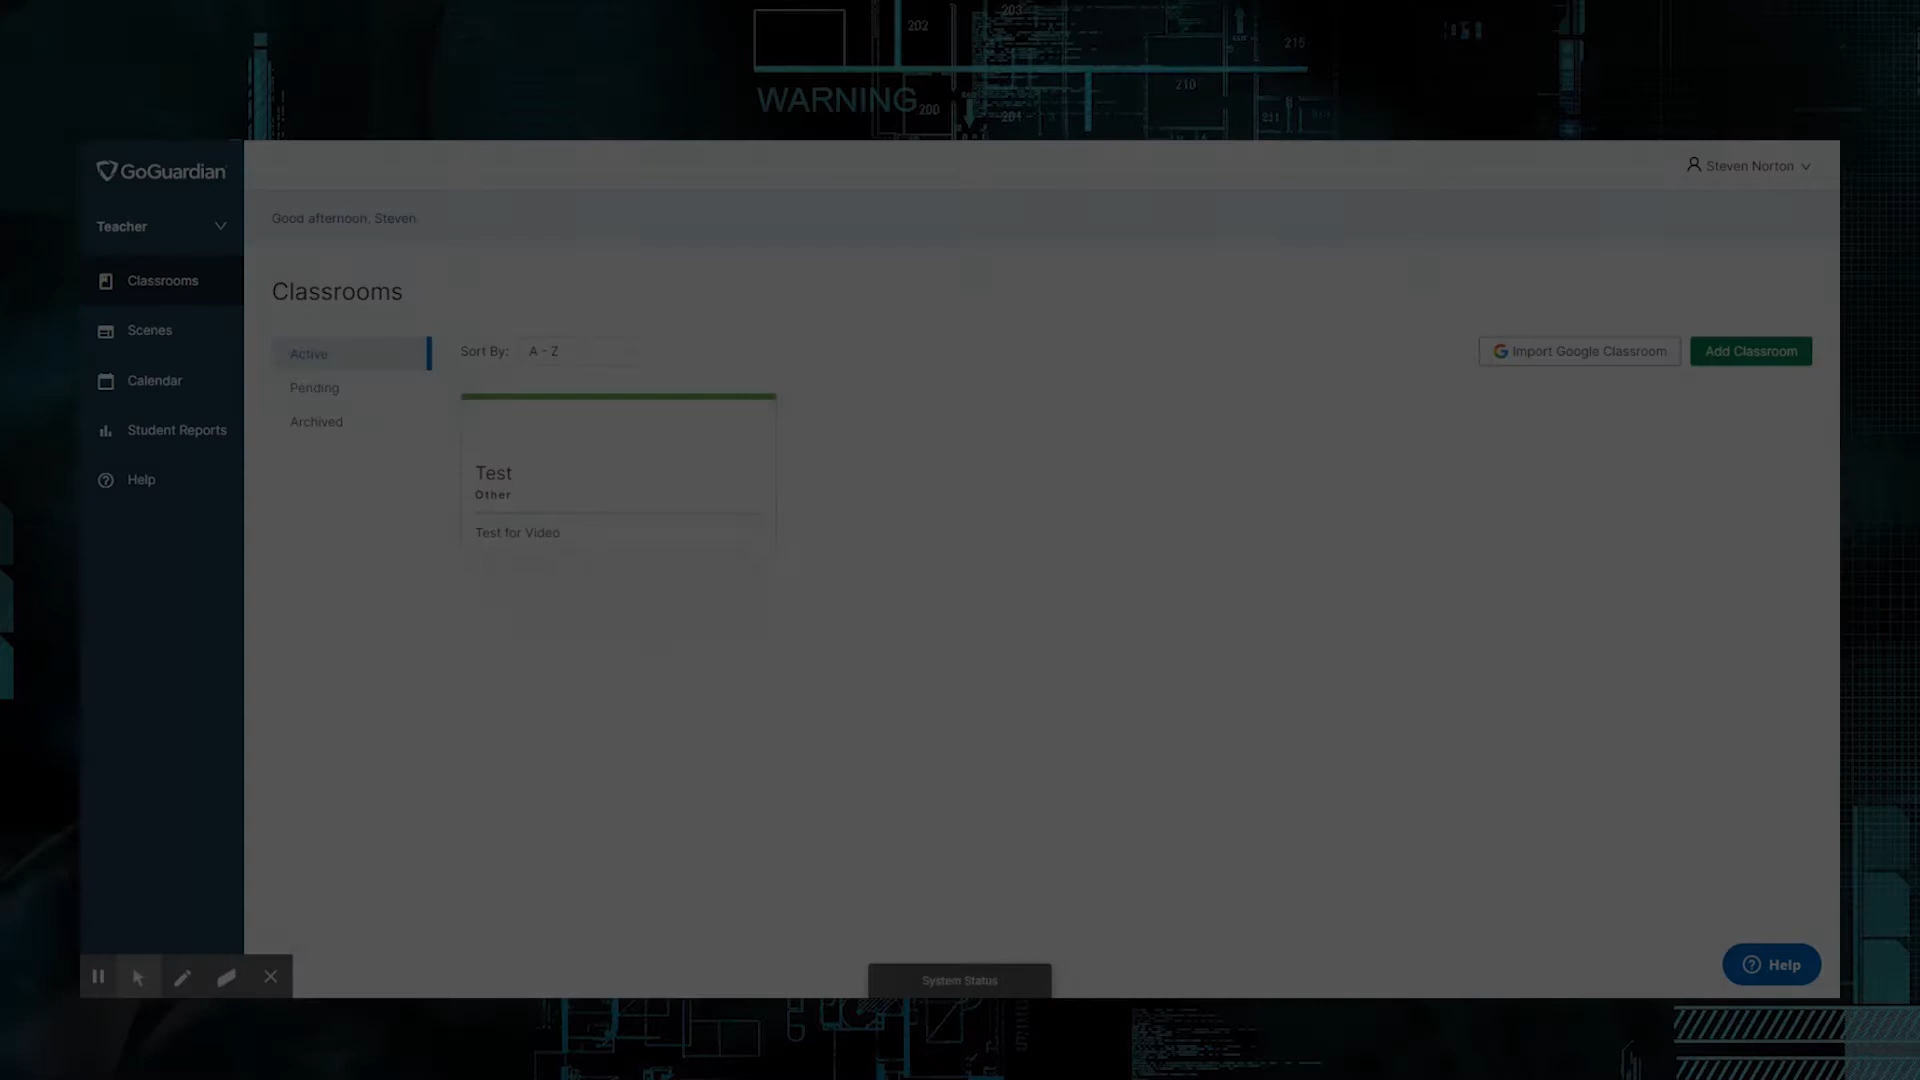 202
203
215
210
WARNING
200
204
211
GoGuardian
Steven Norton
Teacher
Good afternoon, Steven.
Classrooms
Classrooms
Scenes
Active
Sort By: A - Z
Import Google Classroom
Add Classroom
Calendar
Pending
Archived
Student Reports
Test
Other
Help
Test for Video
Help
System Status